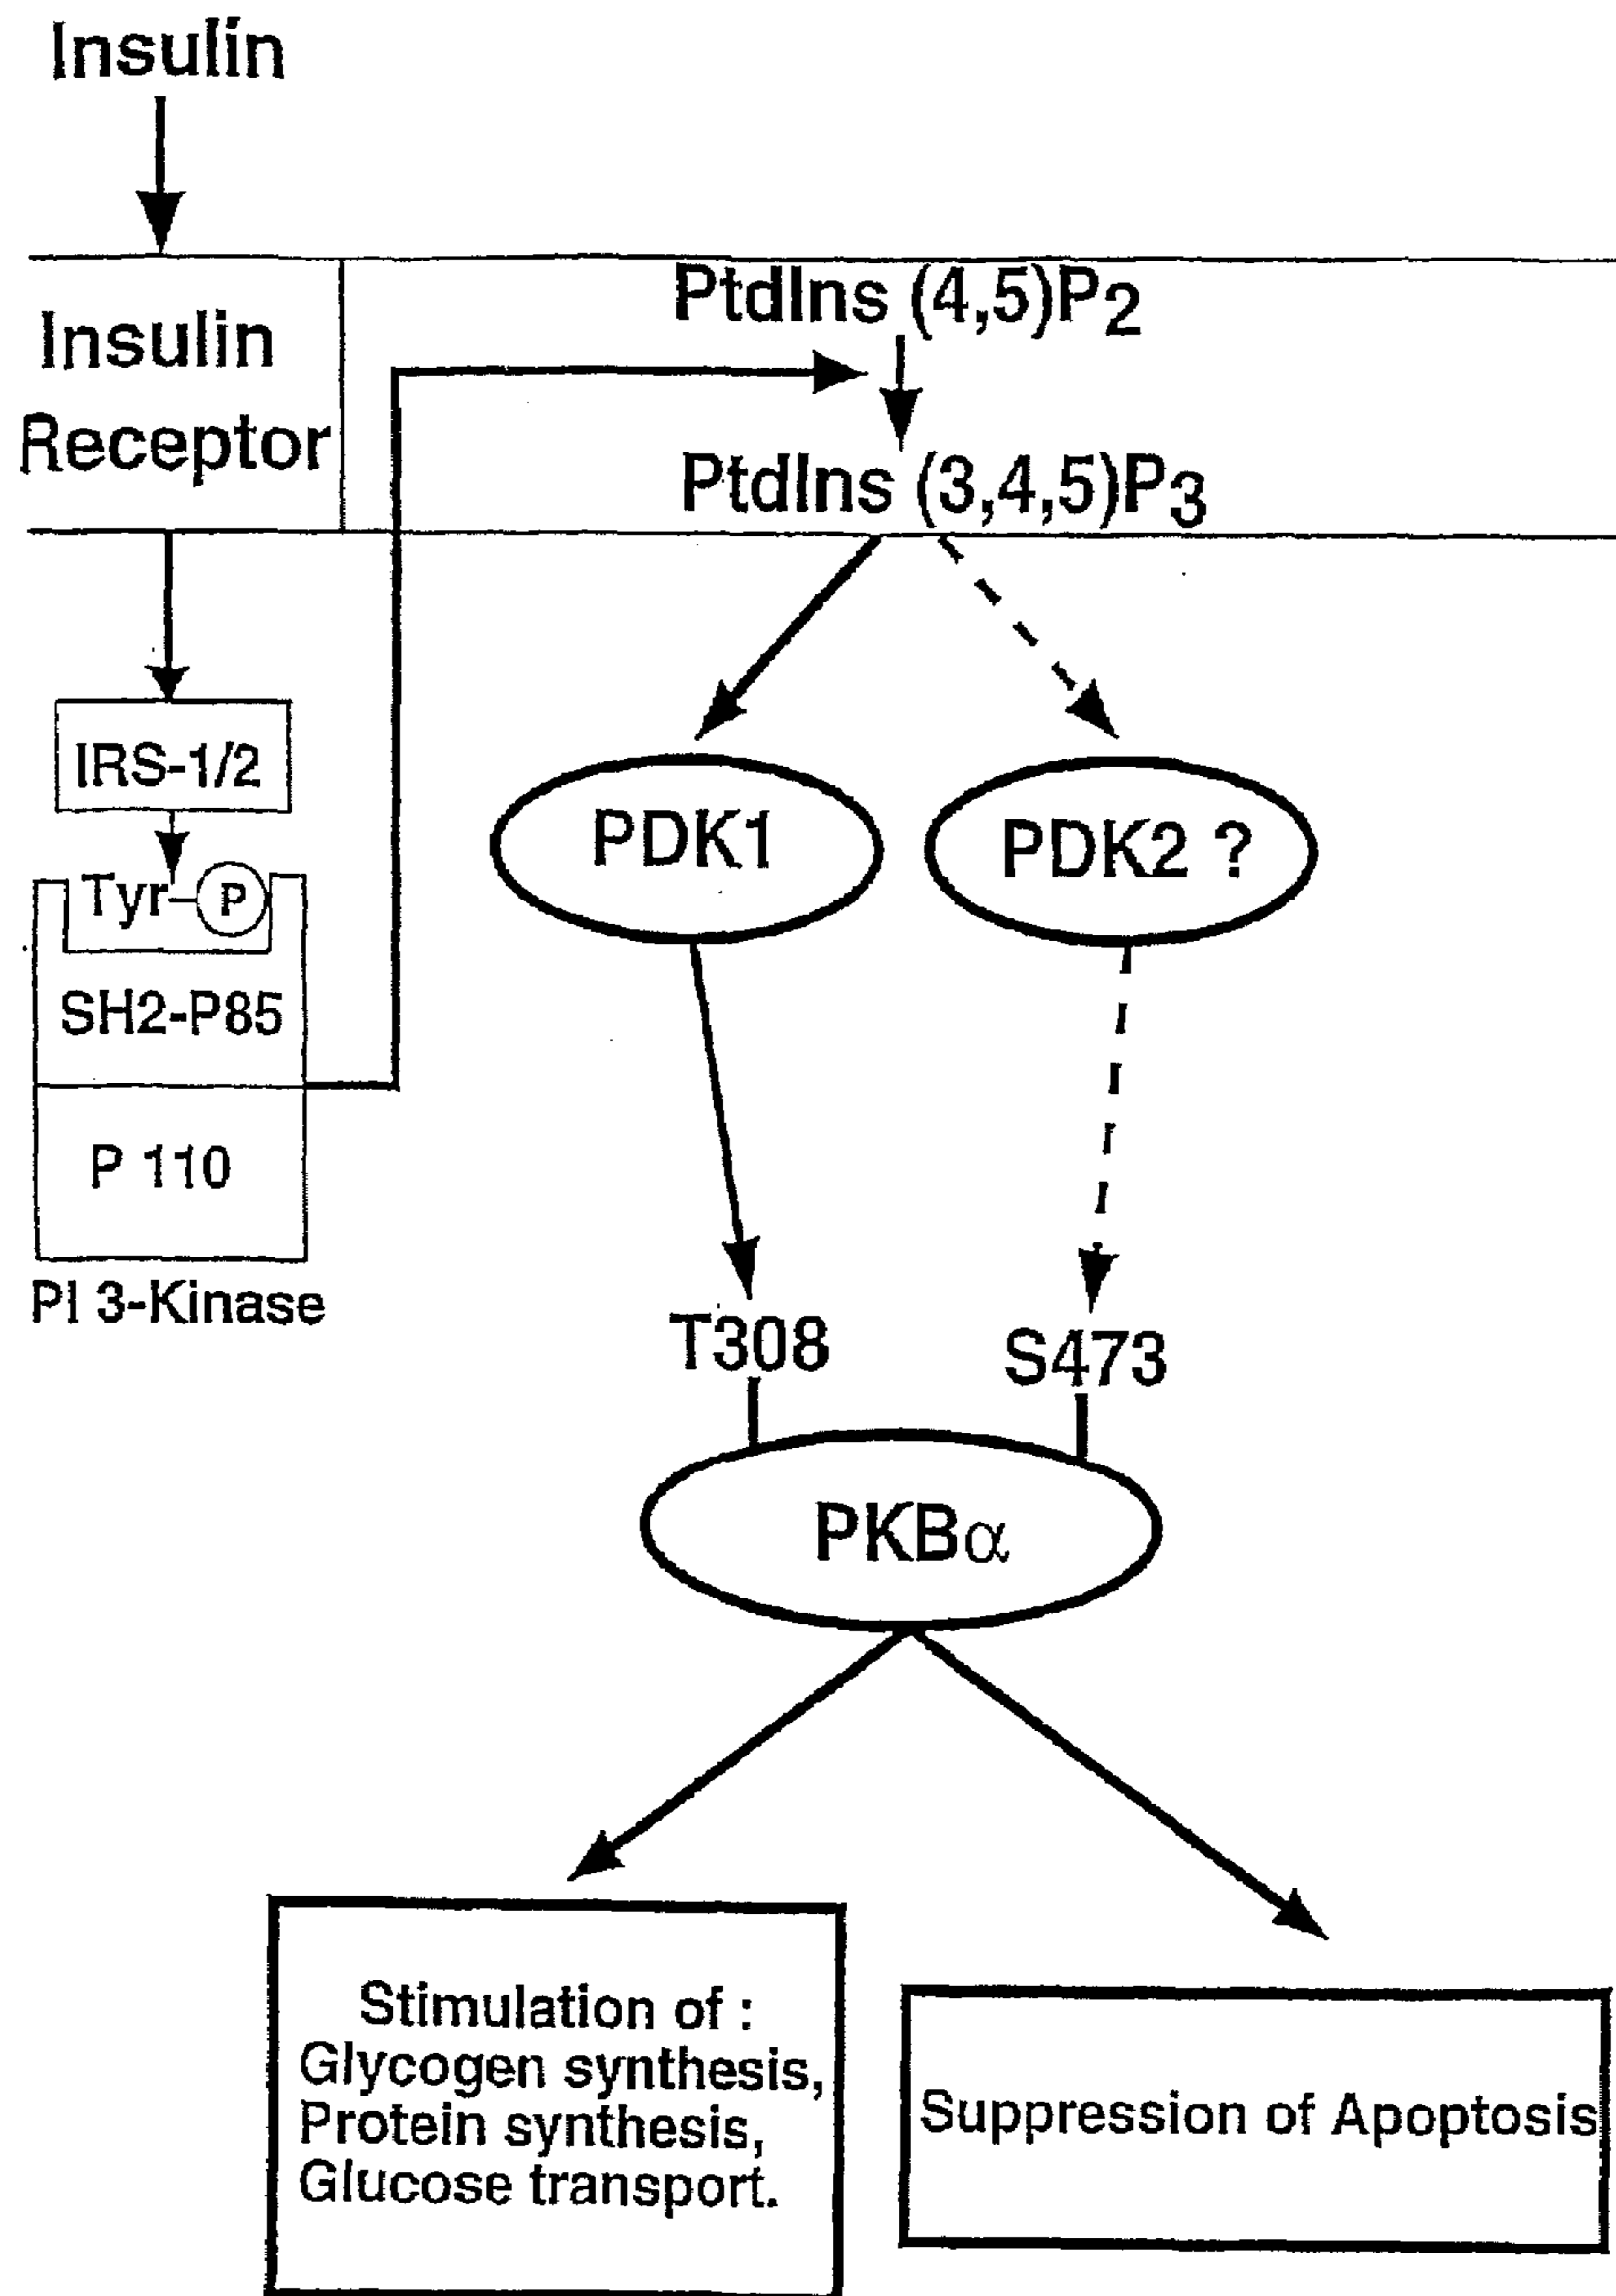 Insulin
Insulin
Receptor
PtdIns (4,5)P2
PtdIns (3,4,5)P3
IRS-1/2
Tyr-P
SH2-P85
P 110
PI 3-Kinase
PDK1
PDK2 ?
T308
S473
PKBα
Stimulation of :
Glycogen synthesis,
Protein synthesis,
Glucose transport.
Suppression of Apoptosis